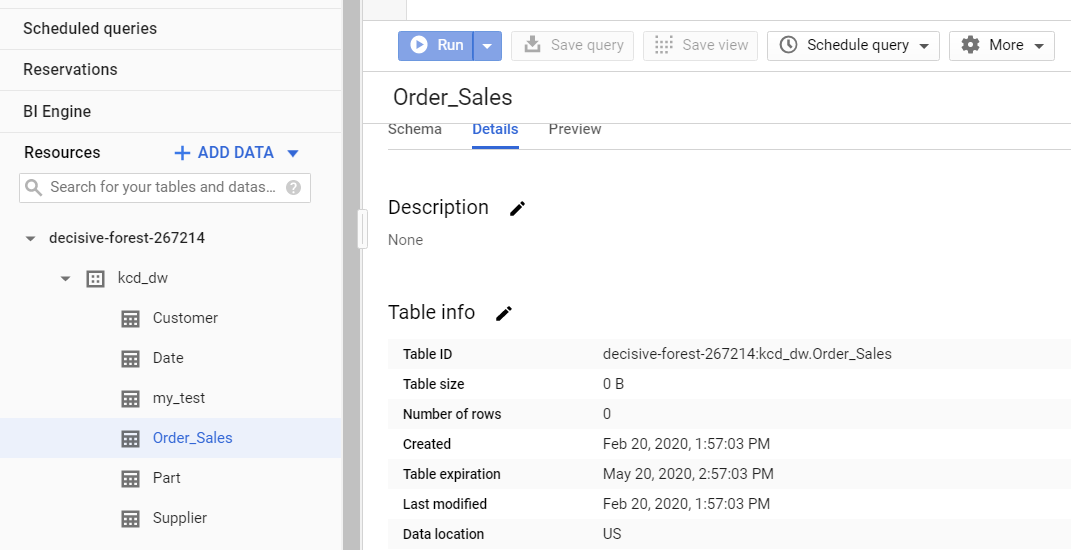 Scheduled queries
Reservations
BI Engine
Resources
ADD DATA
Search for your tables and datas...
decisive-forest-267214
kcd_dw
Customer
Date
my_test
Order_Sales
Part
Supplier
Run
Save query
Save view
Schedule query
More
Order_Sales
Schema Details Preview
Description
None
Table info
Table ID decisive-forest-267214:kcd_dw.Order_Sales
Table size 0 B
Number of rows 0
Created Feb 20, 2020, 1:57:03 PM
Table expiration May 20, 2020, 2:57:03 PM
Last modified Feb 20, 2020, 1:57:03 PM
Data location US